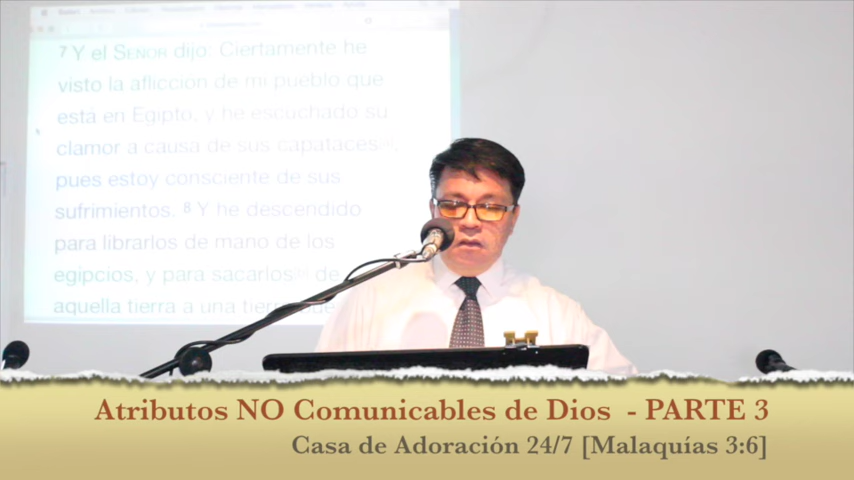 7 Y el SEÑOR dijo: Ciertamente he
visto la aflicción de mi pueblo que
está en Egipto, y he escuchado su
clamor a causa de sus capataces
pues estoy consciente de sus
sufrimientos. 8 Y he descendido
para librarlos de mano de los
egipcios, y para sacarlos[b] de
aquella tierra a una tierra
Atributos NO Comunicables de Dios - PARTE 3
Casa de Adoración 24/7 [Malaquías 3:6]